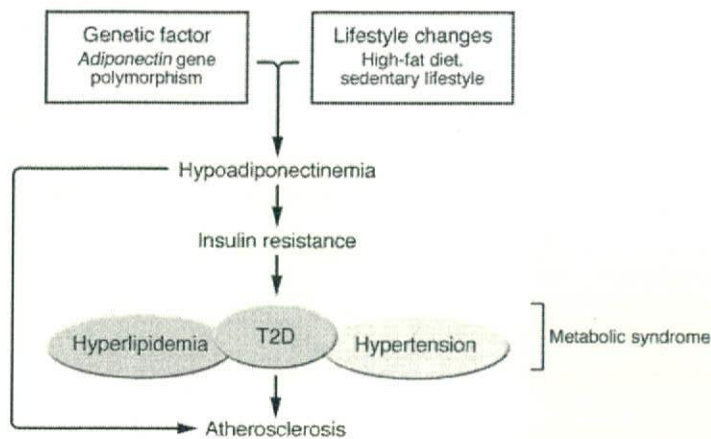 Genetic factor
Adiponectin gene
polymorphism
Lifestyle changes
High-fat diet,
sedentary lifestyle
Hypoadiponectinemia
Insulin resistance
Hyperlipidemia
T2D
Hypertension
Metabolic syndrome
Atherosclerosis